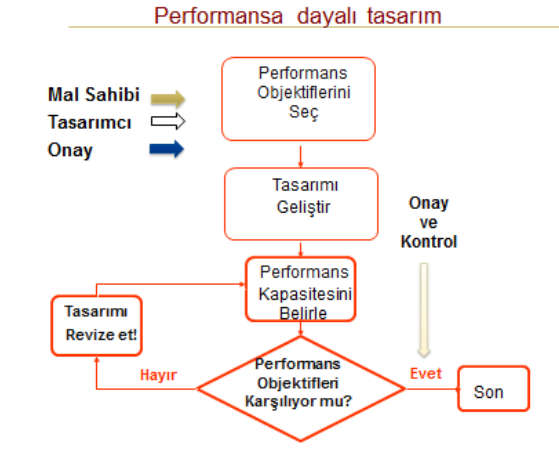 Performansa dayalı tasarım
Mal Sahibi
Tasarımcı
Onay
Performans
Objektiflerini
Seç
Tasarımı
Geliştir
Onay
ve
Kontrol
Performans
Kapasitesini
Belirle
Tasarımı
Revize et!
Hayır
Performans
Objektifleri
Karşılıyor mu?
Evet
Son